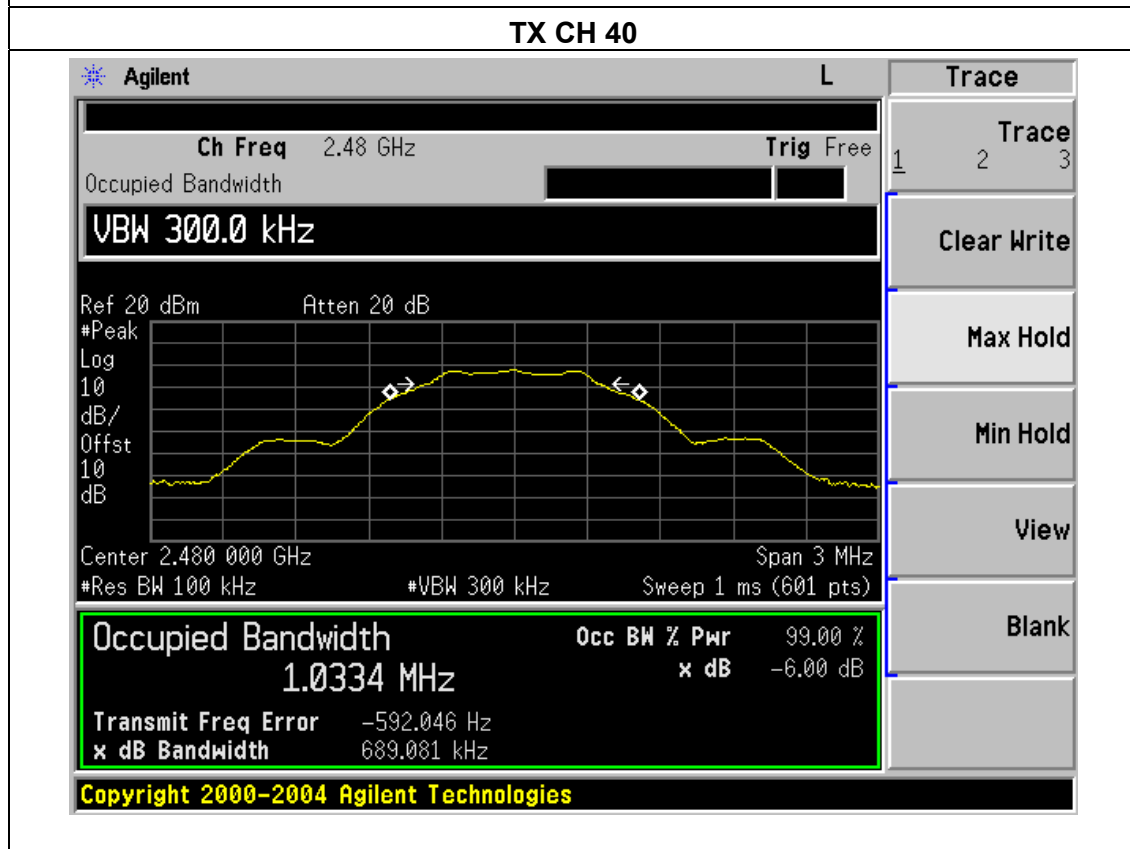 TX CH 40
Agilent L Trace
Ch Freq 2.48 GHz Trig Free
Occupied Bandwidth
VBW 300.0 kHz
Ref 20 dBm Atten 20 dB
#Peak
Log
10
dB/
Offst
10
dB
Center 2.480 000 GHz Span 3 MHz
#Res BW 100 kHz #VBW 300 kHz Sweep 1 ms (601 pts)
Occupied Bandwidth Occ BW % Pwr 99.00 %
1.0334 MHz x dB -6.00 dB
Transmit Freq Error -592.046 Hz
x dB Bandwidth 689.081 kHz
Copyright 2000-2004 Agilent Technologies
Trace
1 2 3
Clear Write
Max Hold
Min Hold
View
Blank